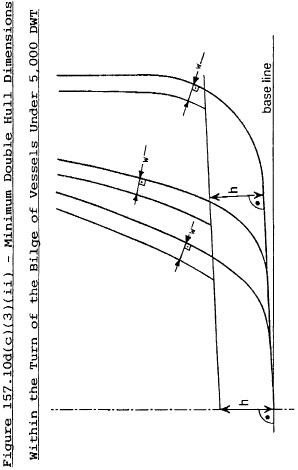 Figure 157.10d(c)(3)(ii) - Minimum Double Hull Dimensions
Within the Turn of the Bilge of Vessels Under 5.000 DWT
w
w
w
h
h
base line